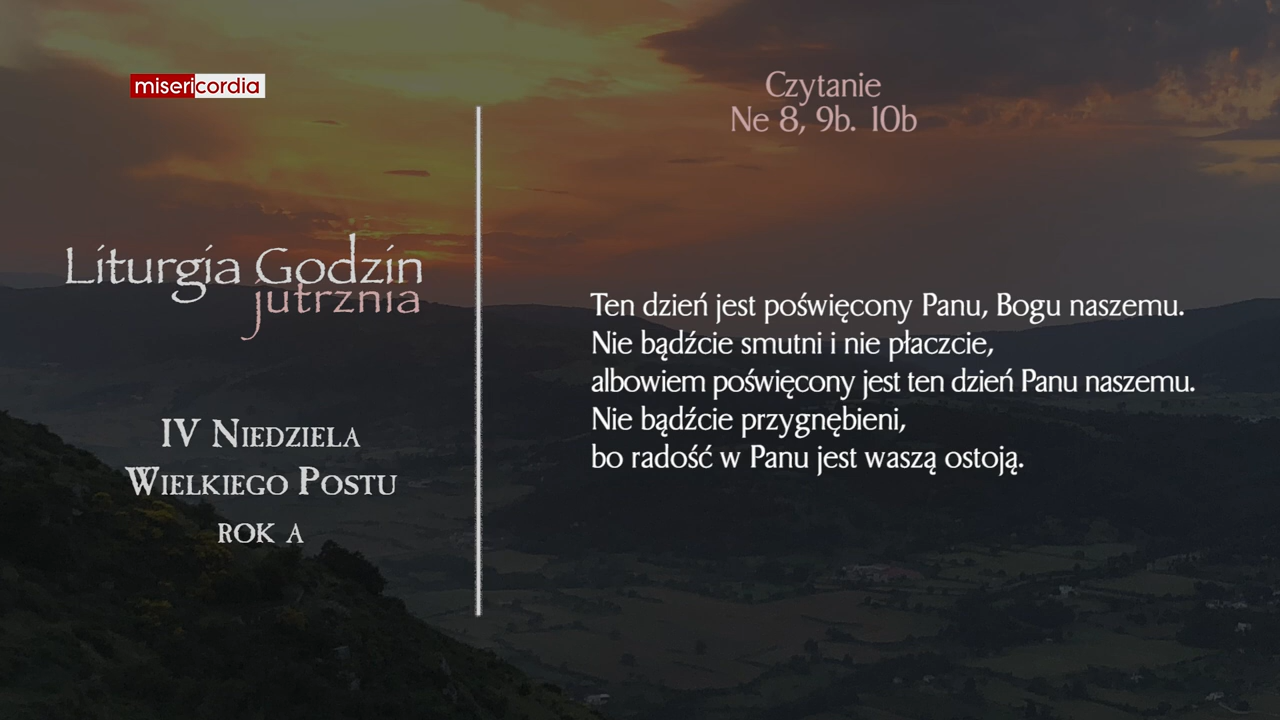 misericordia
Liturgia Godzin
jutrznia
IV Niedziela
Wielkiego Postu
rok a
Czytanie
Ne 8, 9b. 10b
Ten dzień jest poświęcony Panu, Bogu naszemu.
Nie bądźcie smutni i nie płaczcie,
albowiem poświęcony jest ten dzień Panu naszemu.
Nie bądźcie przygnębieni,
bo radość w Panu jest waszą ostoją.